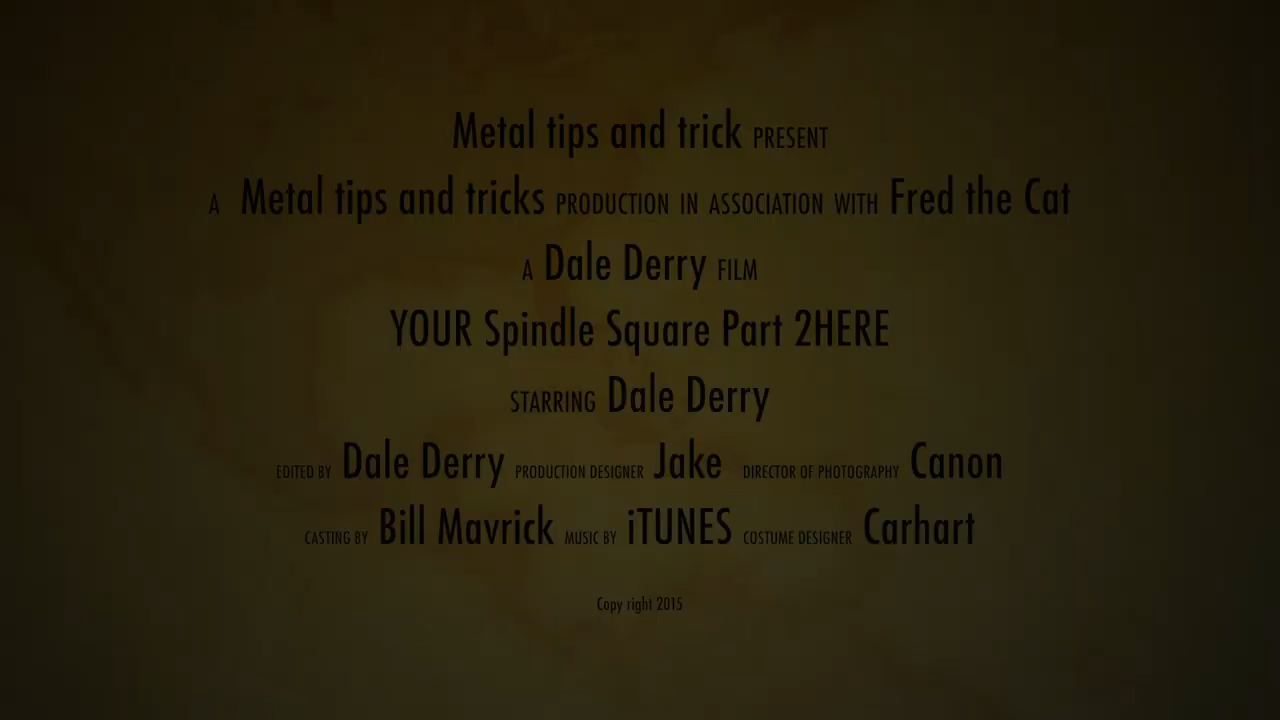 Metal tips and trick PRESENT
A Metal tips and tricks PRODUCTION IN ASSOCIATION WITH Fred the Cat
A Dale Derry FILM
YOUR Spindle Square Part 2HERE
STARRING Dale Derry
EDITED BY Dale Derry PRODUCTION DESIGNER Jake DIRECTOR OF PHOTOGRAPHY Canon
CASTING BY Bill Mavrick MUSIC BY iTUNES COSTUME DESIGNER Carhart
Copy right 2015